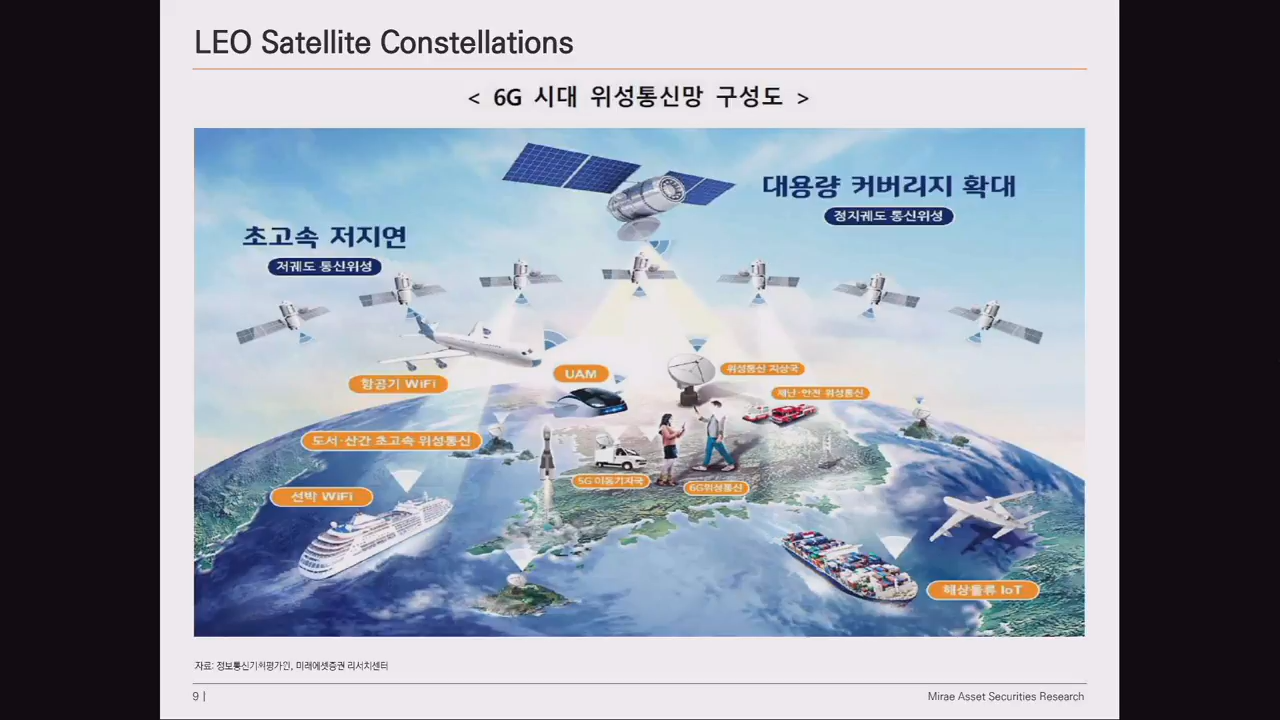 LEO Satellite Constellations
< 6G 시대 위성통신망 구성도 >
대용량 커버리지 확대
정지궤도 통신위성
초고속 저지연
저궤도 통신위성
항공기 WiFi
UAM
위성통신 지상국
재난·안전 위성통신
도서·산간 초고속 위성통신
5G 이동기지국
6G위성통신
선박 WiFi
해상물류 IoT
자료: 정보통신기획평가원, 미래에셋증권 리서치센터
9 |
Mirae Asset Securities Research